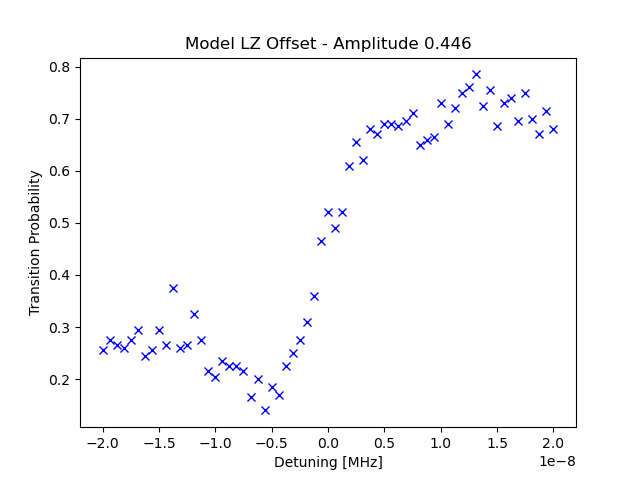 Model LZ Offset - Amplitude 0.446
Transition Probability
0.8
0.7
0.6
0.5
0.4
0.3
0.2
−2.0 −1.5 −1.0 −0.5 0.0 0.5 1.0 1.5 2.0
1e−8
Detuning [MHz]